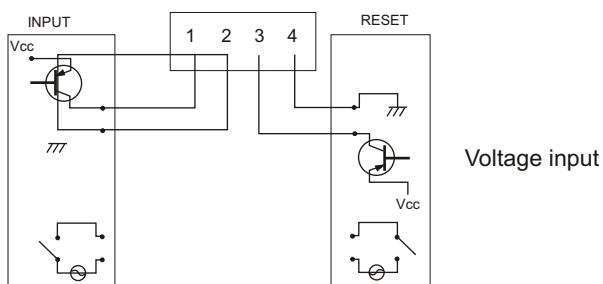 INPUT
RESET
1 2 3 4
Vcc
Voltage input
Vcc